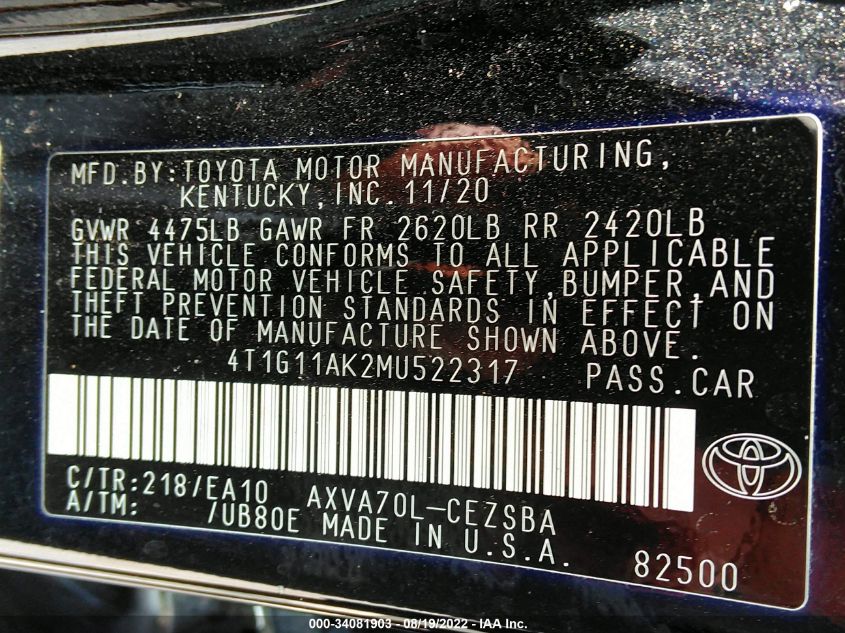 MFD.BY:TOYOTA MOTOR MANUFACTURING,
KENTUCKY,INC.11/20
GVWR 4475LB GAWR FR 2620LB RR 2420LB
THIS VEHICLE CONFORMS TO ALL APPLICABLE
FEDERAL MOTOR VEHICLE SAFETY,BUMPER,AND
THEFT PREVENTION STANDARDS IN EFFECT ON
THE DATE OF MANUFACTURE SHOWN ABOVE.
4T1G11AK2MU522317 PASS.CAR
C/TR:218/EA10 AXVA70L-CEZSBA
A/TM: /UB80E MADE IN U.S.A.
82500
000-34081903 - 08/19/2022 - IAA Inc.